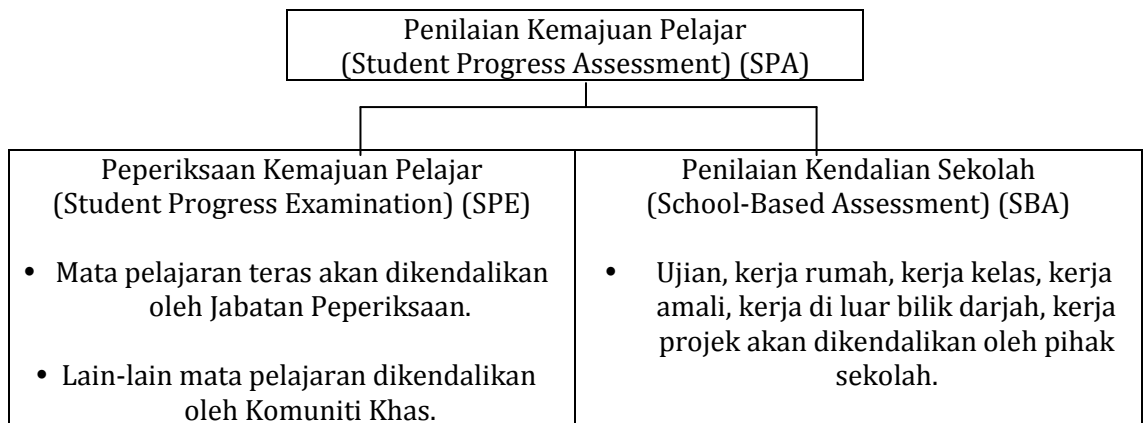 Penilaian Kemajuan Pelajar
(Student Progress Assessment) (SPA)
Peperiksaan Kemajuan Pelajar
(Student Progress Examination) (SPE)
• Mata pelajaran teras akan dikendalikan
oleh Jabatan Peperiksaan.
• Lain-lain mata pelajaran dikendalikan
oleh Komuniti Khas.
Penilaian Kendalian Sekolah
(School-Based Assessment) (SBA)
• Ujian, kerja rumah, kerja kelas, kerja
amali, kerja di luar bilik darjah, kerja
projek akan dikendalikan oleh pihak
sekolah.